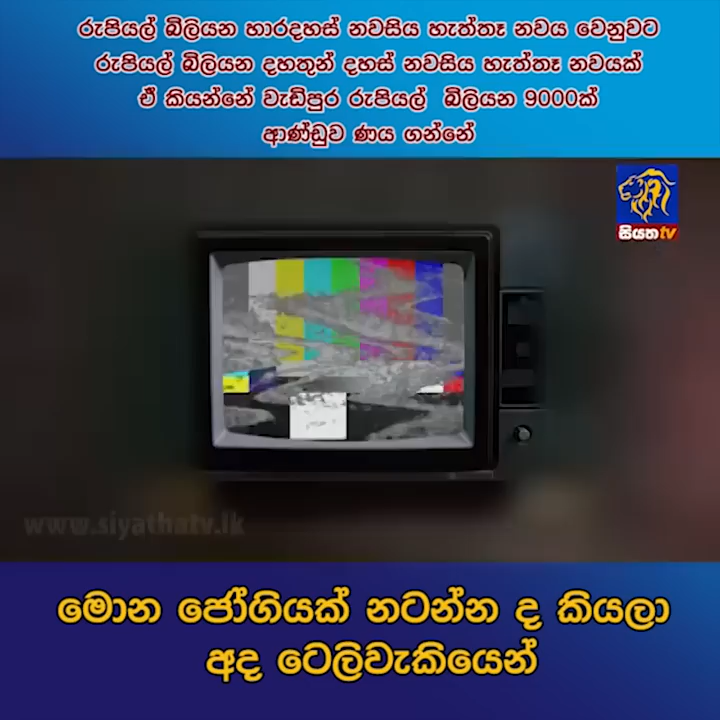 රුපියල් බිලියන හාරදහස් නවසිය හැත්තෑ නවය වෙනුවට
රුපියල් බිලියන දහතුන් දහස් නවසිය හැත්තෑ නවයක්
ඒ කියන්නේ වැඩිපුර රුපියල් බිලියන 9000ක්
ආණ්ඩුව ණය ගන්නේ
සියත tv
www.siyathatv.lk
මොන ජෝගියක් නටන්න ද කියලා
අද ටෙලිවැකියෙන්